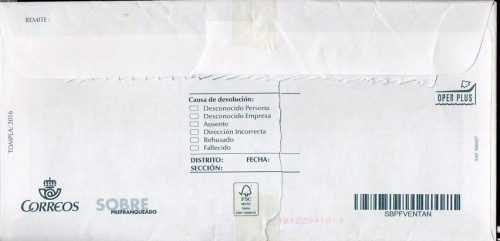 REMITE:
TOMPLA: 2016
Causa de devolución:
Desconocido Persona
Desconocido Empresa
Ausente
Dirección Incorrecta
Rehusado
Fallecido
DISTRITO: FECHA:
SECCIÓN:
OPEN PLUS
CORREOS
SOBRE
PREFRANQUEADO
FSC
SBPFVENTAN